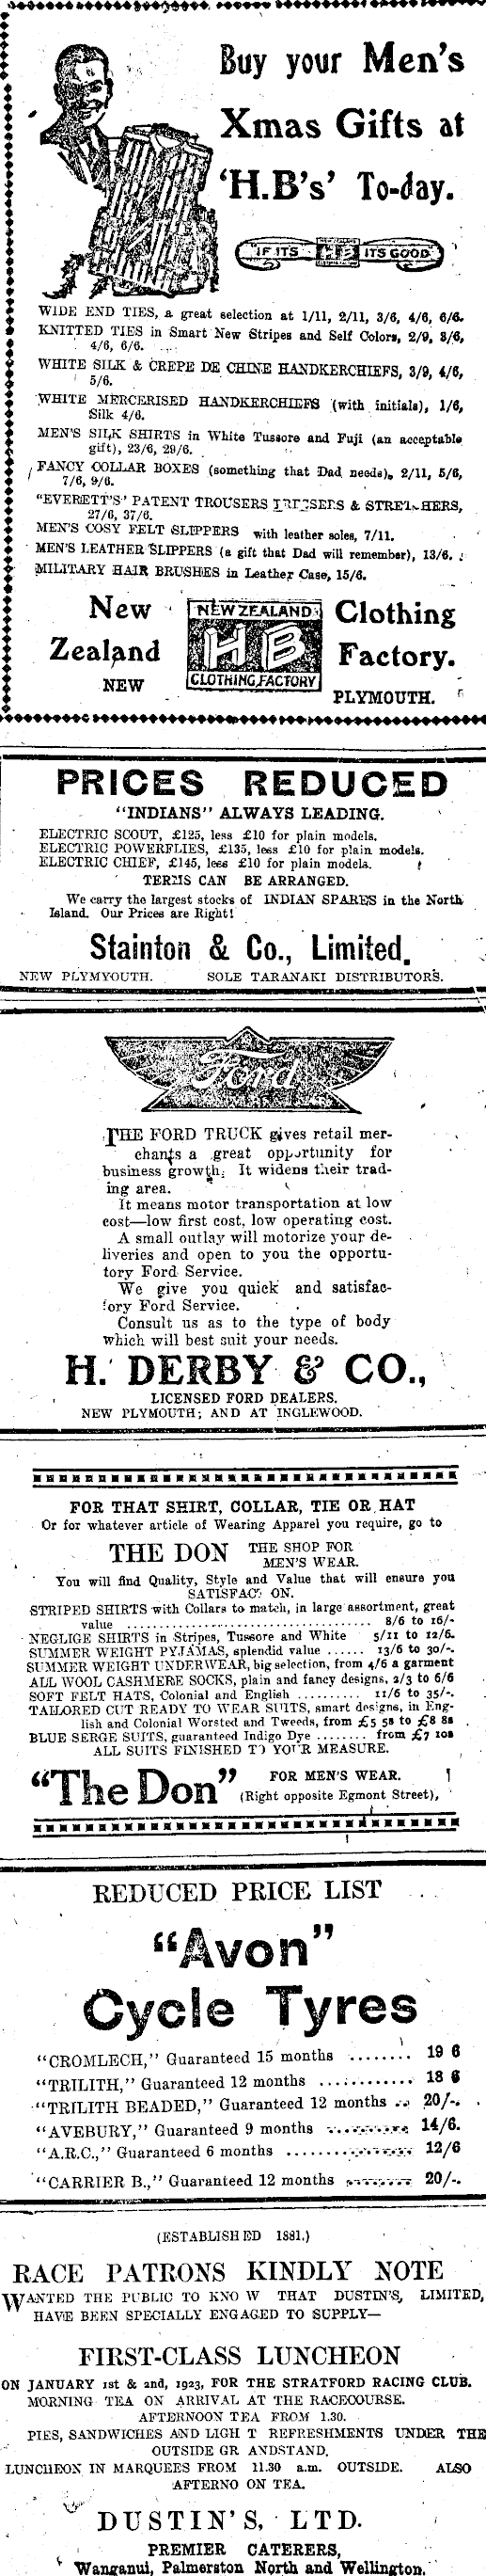 Buy your Men's
Xmas Gifts at
'H.B's' To-day.
"IF ITS HB ITS GOOD"
WIDE END TIES, a great selection at 1/11, 2/11, 3/6, 4/6, 6/6.
KNITTED TIES in Smart New Stripes and Self Colors, 2/9, 3/6,
4/6, 6/6.
WHITE SILK & CREPE DE CHINE HANDKERCHIEFS, 3/9, 4/6,
5/6.
WHITE MERCERISED HANDKERCHIEFS (with initials), 1/6,
Silk 4/6.
MEN'S SILK SHIRTS in White Tussore and Fuji (an acceptable
gift), 23/6, 29/6.
FANCY COLLAR BOXES (something that Dad needs), 2/11, 5/6,
7/6, 9/6.
"EVERETT'S" PATENT TROUSERS & 
27/6, 37/6.
MEN'S COSY FELT SLIPPERS with leather soles, 7/11.
MEN'S LEATHER SLIPPERS (a gift that Dad will remember), 13/6.
MILITARY HAIR BRUSHES in Leather Case, 15/6.
New Zealand
NEW ZEALAND HB CLOTHING FACTORY
Clothing Factory.
NEW PLYMOUTH.
PRICES REDUCED
"INDIANS" ALWAYS LEADING.
ELECTRIC SCOUT, £125, less £10 for plain models.
ELECTRIC POWERFLIES, £135, less £10 for plain models.
ELECTRIC CHIEF, £145, less £10 for plain models.
TERMS CAN BE ARRANGED.
We carry the largest stocks of INDIAN SPARES in the North
Island. Our Prices are Right!
Stainton & Co., Limited.
NEW PLYMYOUTH. SOLE TARANAKI DISTRIBUTORS.
Ford
THE FORD TRUCK gives retail mer-
chants a great opportunity for
business growth. It widens their trad-
ing area.
It means motor transportation at low
cost—low first cost, low operating cost.
A small outlay will motorize your de-
liveries and open to you the opportu-
tory Ford Service.
We give you quick and satisfac-
tory Ford Service.
Consult us as to the type of body
which will best suit your needs.
H. DERBY & CO.,
LICENSED FORD DEALERS.
NEW PLYMOUTH; AND AT INGLEWOOD.
FOR THAT SHIRT, COLLAR, TIE OR HAT
Or for whatever article of Wearing Apparel you require, go to
THE DON THE SHOP FOR
MEN'S WEAR.
You will find Quality, Style and Value that will ensure you
SATISFACTION.
STRIPED SHIRTS with Collars to match, in large assortment, great
value .......... 8/6 to 16/-
NEGLIGE SHIRTS in Stripes, Tussore and White 5/11 to 12/6.
SUMMER WEIGHT PYJAMAS, splendid value ...... 13/6 to 30/-.
SUMMER WEIGHT UNDERWEAR, big selection, from 4/6 a garment
ALL WOOL CASHMERE SOCKS, plain and fancy designs, 2/3 to 6/6
SOFT FELT HATS, Colonial and English .......... 11/6 to 35/-.
TAILORED CUT READY TO WEAR SUITS, smart designs, in Eng-
lish and Colonial Worsted and Tweeds, from £5 5s to £8 8s
BLUE SERGE SUITS, guaranteed Indigo Dye ........ from £7 10s
ALL SUITS FINISHED TO YOUR MEASURE.
"The Don" FOR MEN'S WEAR.
(Right opposite Egmont Street),
REDUCED PRICE LIST
"Avon"
Cycle Tyres
"CROMLECH," Guaranteed 15 months ........ 19 6
"TRILITH," Guaranteed 12 months ............ 18 6
"TRILITH BEADED," Guaranteed 12 months .. 20/-.
"AVEBURY," Guaranteed 9 months .......... 14/6.
"A.R.C.," Guaranteed 6 months .......... 12/6
"CARRIER B.," Guaranteed 12 months ........ 20/-.
(ESTABLISHED 1881.)
RACE PATRONS KINDLY NOTE
WANTED THE PUBLIC TO KNOW THAT DUSTIN'S, LIMITED,
HAVE BEEN SPECIALLY ENGAGED TO SUPPLY—
FIRST-CLASS LUNCHEON
ON JANUARY 1st & 2nd, 1923, FOR THE STRATFORD RACING CLUB.
MORNING TEA ON ARRIVAL AT THE RACECOURSE.
AFTERNOON TEA FROM 1.30.
PIES, SANDWICHES AND LIGHT REFRESHMENTS UNDER THE
OUTSIDE GRANDSTAND.
LUNCHEON IN MARQUEES FROM 11.30 a.m. OUTSIDE. ALSO
AFTERNOON TEA.
DUSTIN'S, LTD.
PREMIER CATERERS,
Wanganui, Palmerston North and Wellington.